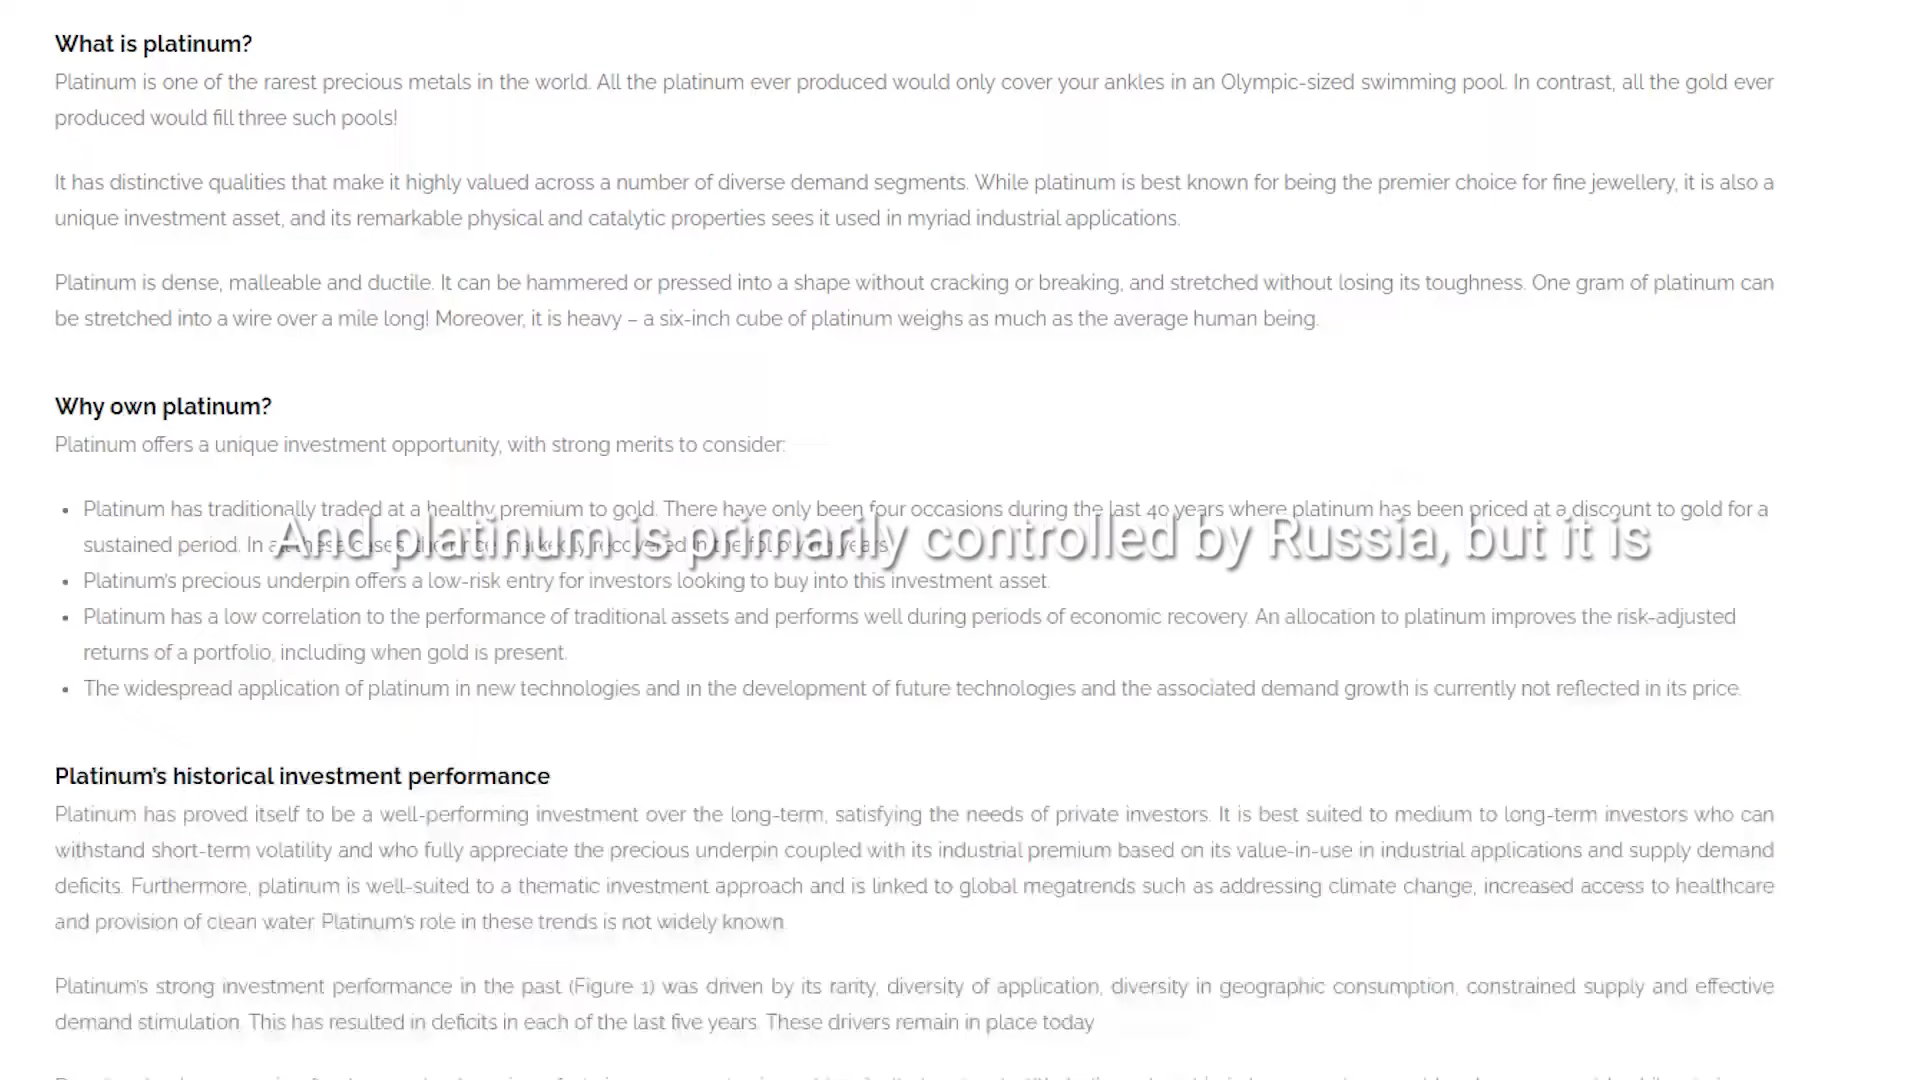 What is platinum?
Platinum is one of the rarest precious metals in the world. All the platinum ever produced would only cover your ankles in an Olympic-sized swimming pool. In contrast, all the gold ever
produced would fill three such pools!
It has distinctive qualities that make it highly valued across a number of diverse demand segments. While platinum is best known for being the premier choice for fine jewellery, it is also a
unique investment asset, and its remarkable physical and catalytic properties sees it used in myriad industrial applications.
Platinum is dense, malleable and ductile. It can be hammered or pressed into a shape without cracking or breaking, and stretched without losing its toughness. One gram of platinum can
be stretched into a wire over a mile long! Moreover, it is heavy – a six-inch cube of platinum weighs as much as the average human being.
Why own platinum?
Platinum offers a unique investment opportunity, with strong merits to consider:
• Platinum has traditionally traded at a healthy premium to gold. There have only been four occasions during the last 40 years where platinum has been priced at a discount to gold for a
sustained period. In all these cases, the price markedly recovered in the following years.
And platinum is primarily controlled by Russia, but it is
• Platinum's precious underpin offers a low-risk entry for investors looking to buy into this investment asset.
• Platinum has a low correlation to the performance of traditional assets and performs well during periods of economic recovery. An allocation to platinum improves the risk-adjusted
returns of a portfolio, including when gold is present.
• The widespread application of platinum in new technologies and in the development of future technologies and the associated demand growth is currently not reflected in its price.
Platinum's historical investment performance
Platinum has proved itself to be a well-performing investment over the long-term, satisfying the needs of private investors. It is best suited to medium to long-term investors who can
withstand short-term volatility and who fully appreciate the precious underpin coupled with its industrial premium based on its value-in-use in industrial applications and supply demand
deficits. Furthermore, platinum is well-suited to a thematic investment approach and is linked to global megatrends such as addressing climate change, increased access to healthcare
and provision of clean water. Platinum's role in these trends is not widely known.
Platinum's strong investment performance in the past (Figure 1) was driven by its rarity, diversity of application, diversity in geographic consumption, constrained supply and effective
demand stimulation. This has resulted in deficits in each of the last five years. These drivers remain in place today